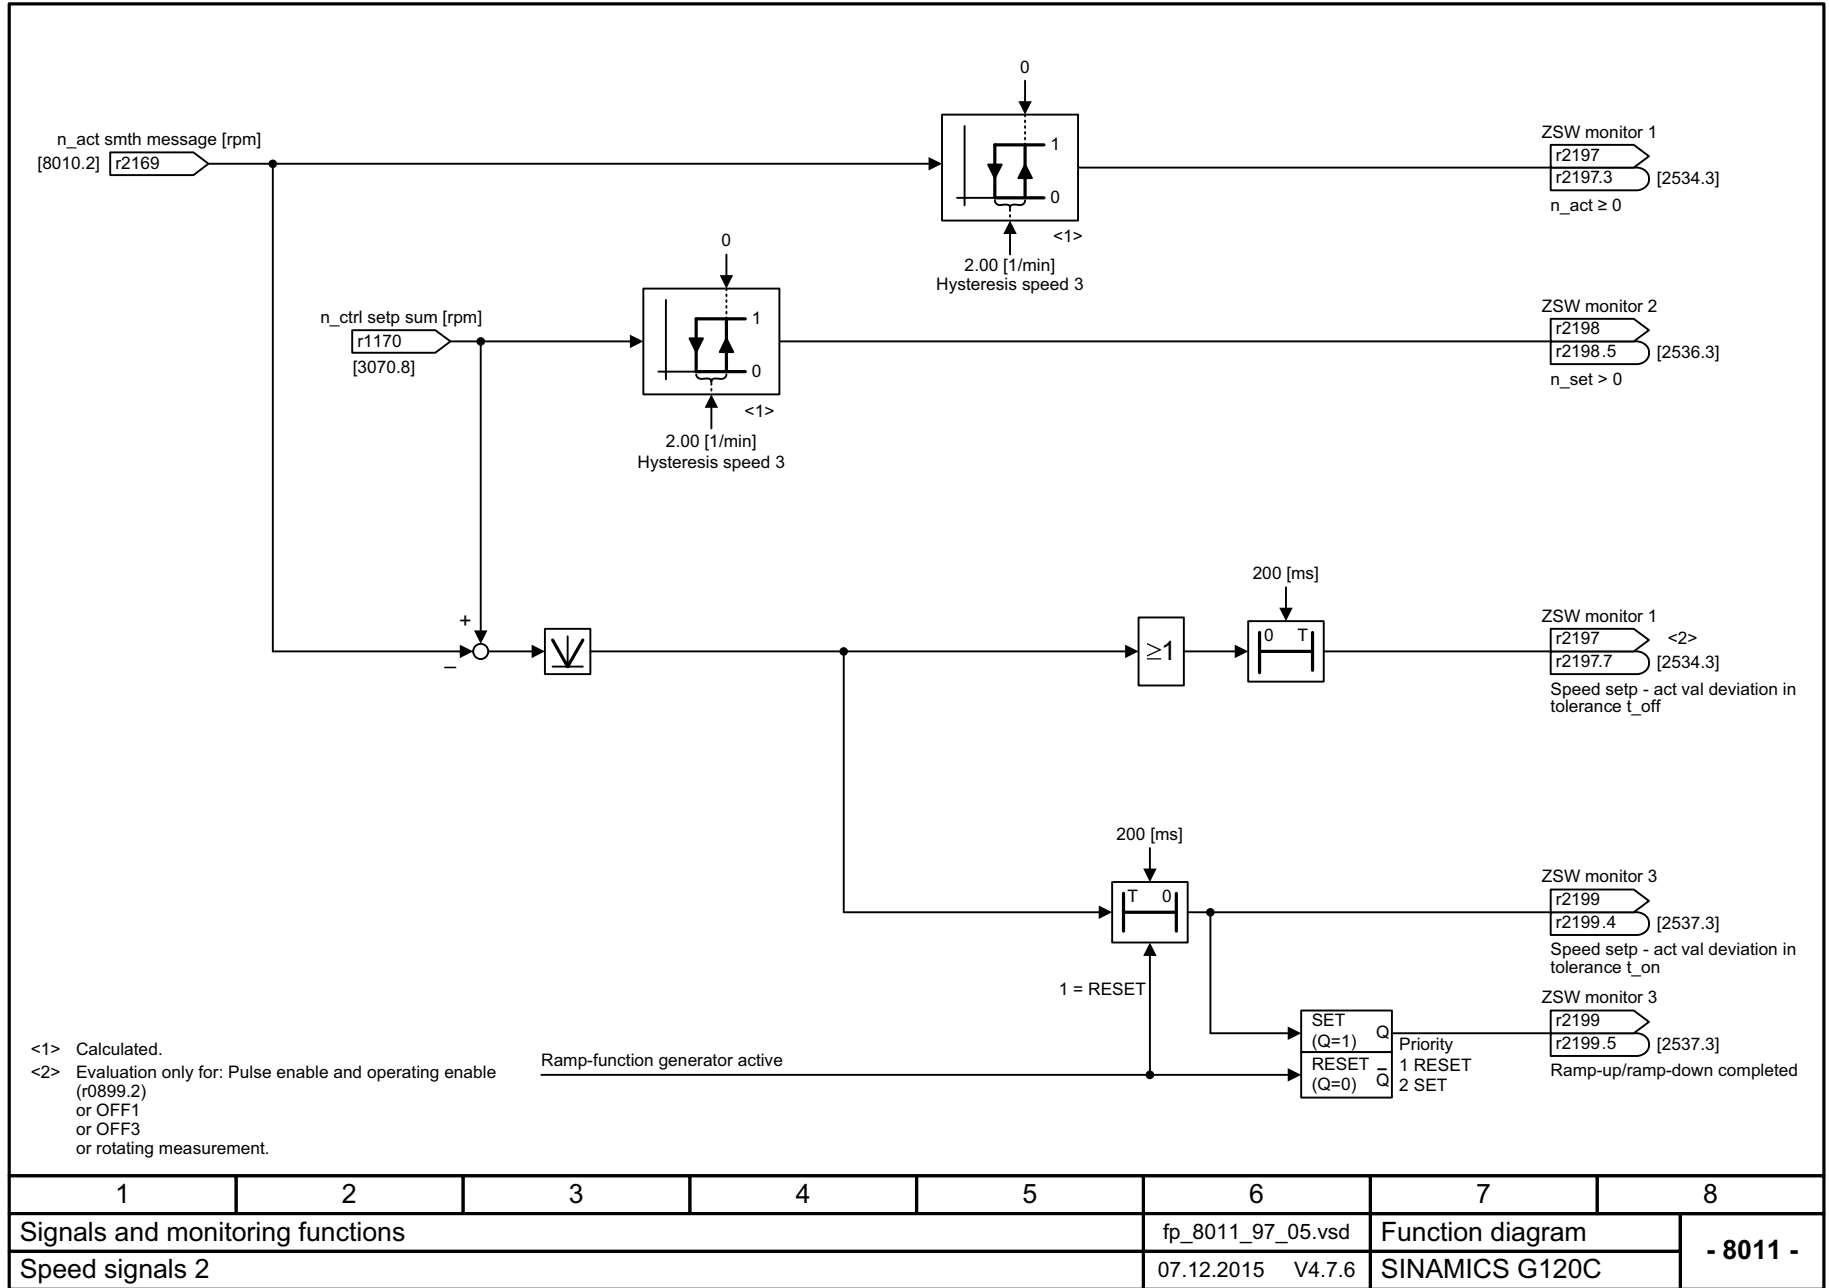 0
n_act smth message [rpm]
[8010.2] r2169
1
0
<1>
2.00 [1/min]
Hysteresis speed 3
ZSW monitor 1
r2197
r2197.3 [2534.3]
n_act ≥ 0
0
n_ctrl setp sum [rpm]
r1170
[3070.8]
1
0
<1>
2.00 [1/min]
Hysteresis speed 3
ZSW monitor 2
r2198
r2198.5 [2536.3]
n_set > 0
+
–
≥1
200 [ms]
0 T
ZSW monitor 1
r2197 <2>
r2197.7 [2534.3]
Speed setp - act val deviation in
tolerance t_off
200 [ms]
T 0
1 = RESET
ZSW monitor 3
r2199
r2199.4 [2537.3]
Speed setp - act val deviation in
tolerance t_on
ZSW monitor 3
r2199
r2199.5 [2537.3]
Ramp-up/ramp-down completed
SET Q
(Q=1)
RESET Q̅
(Q=0)
Priority
1 RESET
2 SET
Ramp-function generator active
<1> Calculated.
<2> Evaluation only for: Pulse enable and operating enable
(r0899.2)
or OFF1
or OFF3
or rotating measurement.
1 2 3 4 5 6 7 8
Signals and monitoring functions fp_8011_97_05.vsd Function diagram - 8011 -
Speed signals 2 07.12.2015 V4.7.6 SINAMICS G120C